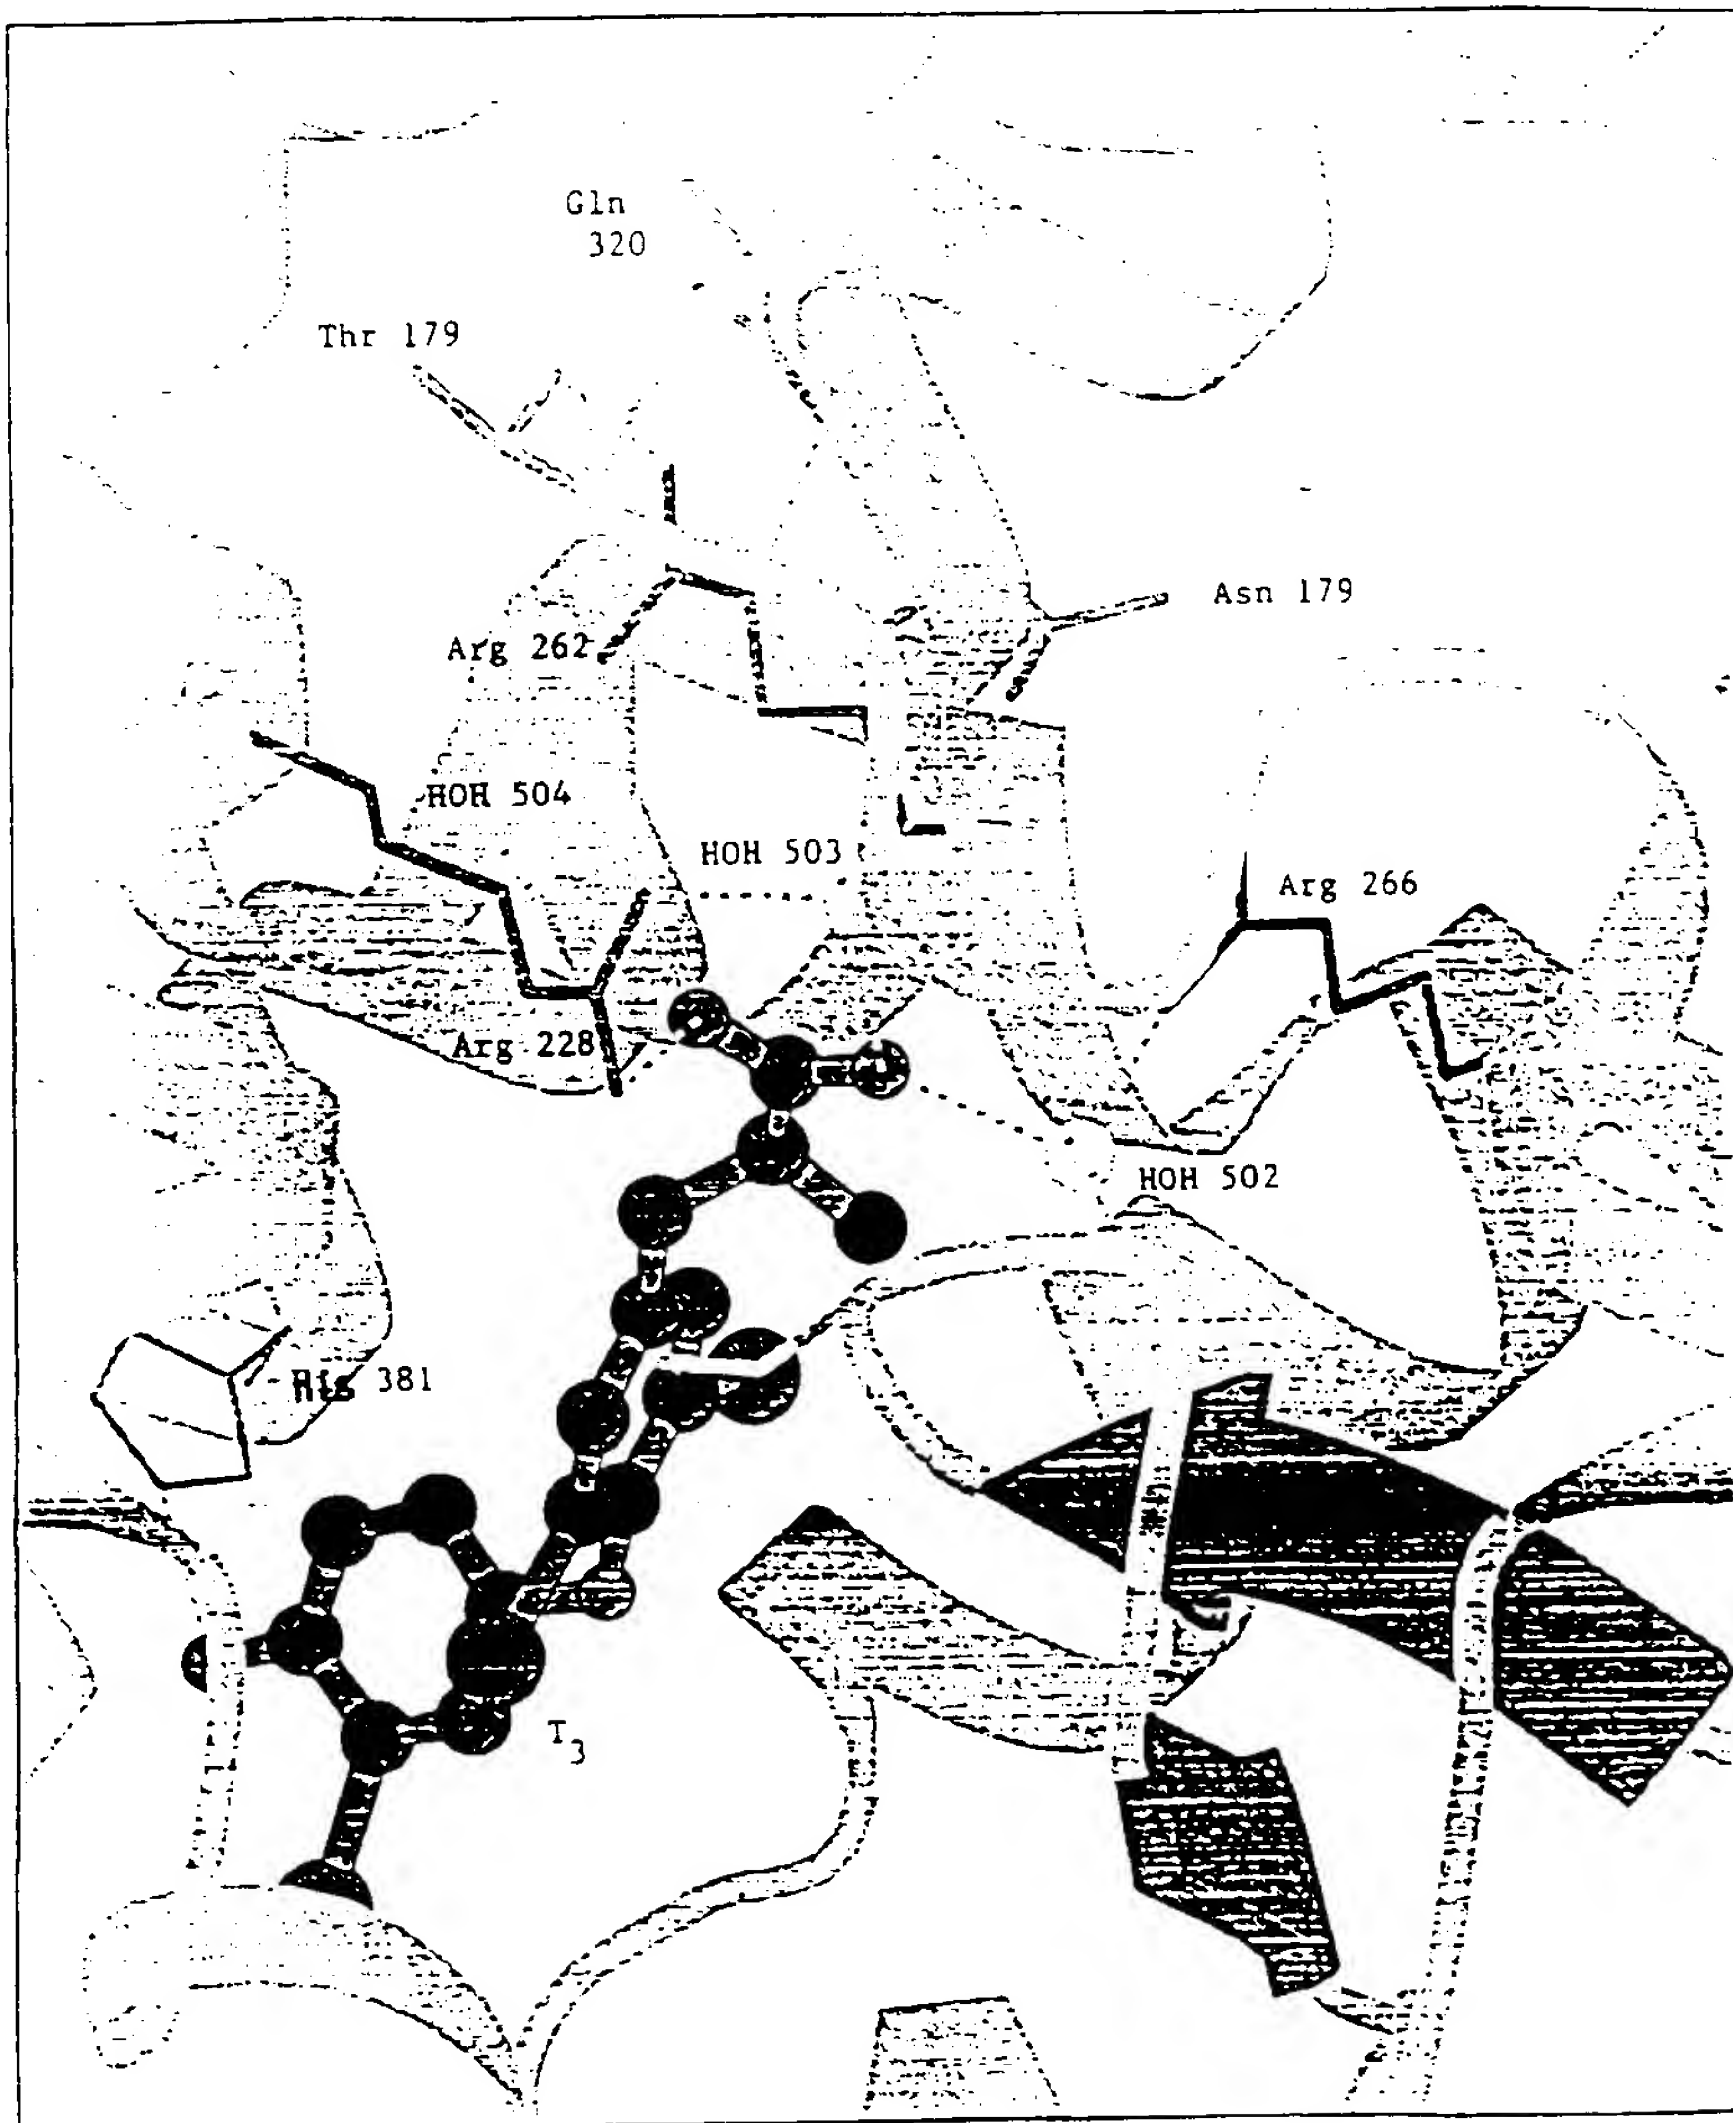 Gln
320
Thr 179
Asn 179
Arg 262
HOH 504
HOH 503
Arg 266
Arg 228
HOH 502
His 381
T3